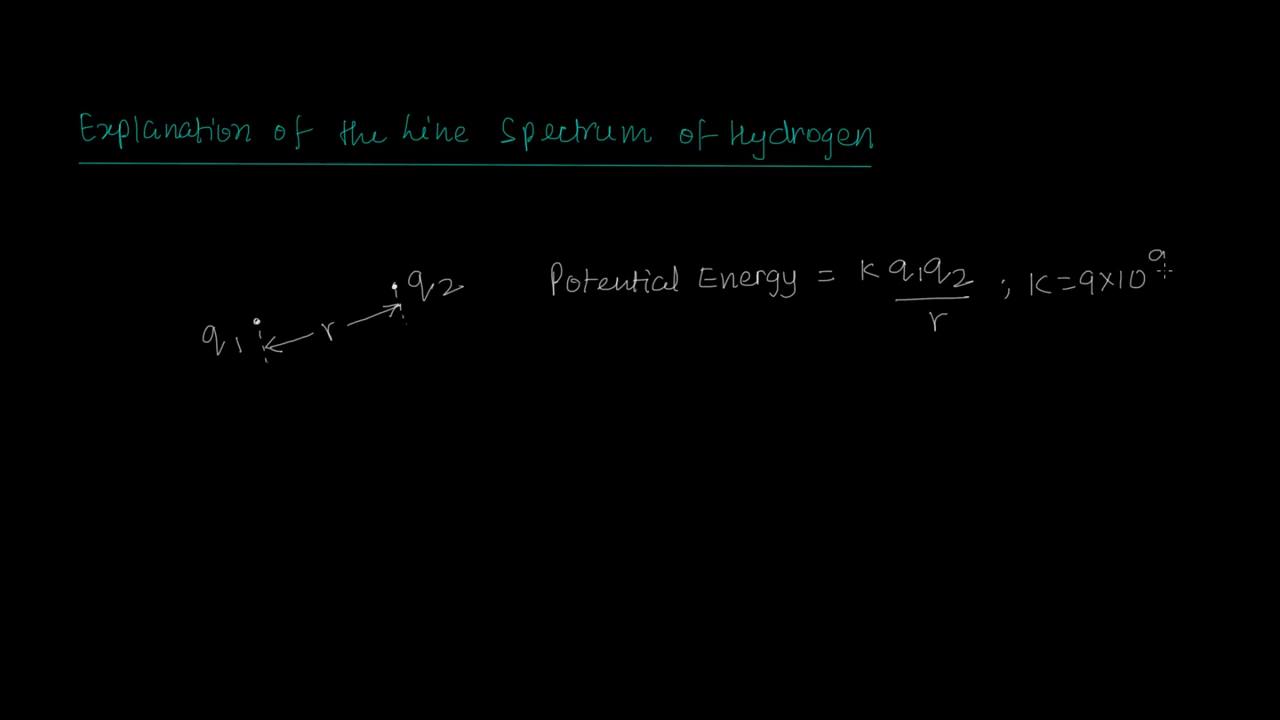 Explanation of the Line Spectrum of Hydrogen
q1 r q2
Potential Energy = K q1q2 / r ; K = 9×10^9